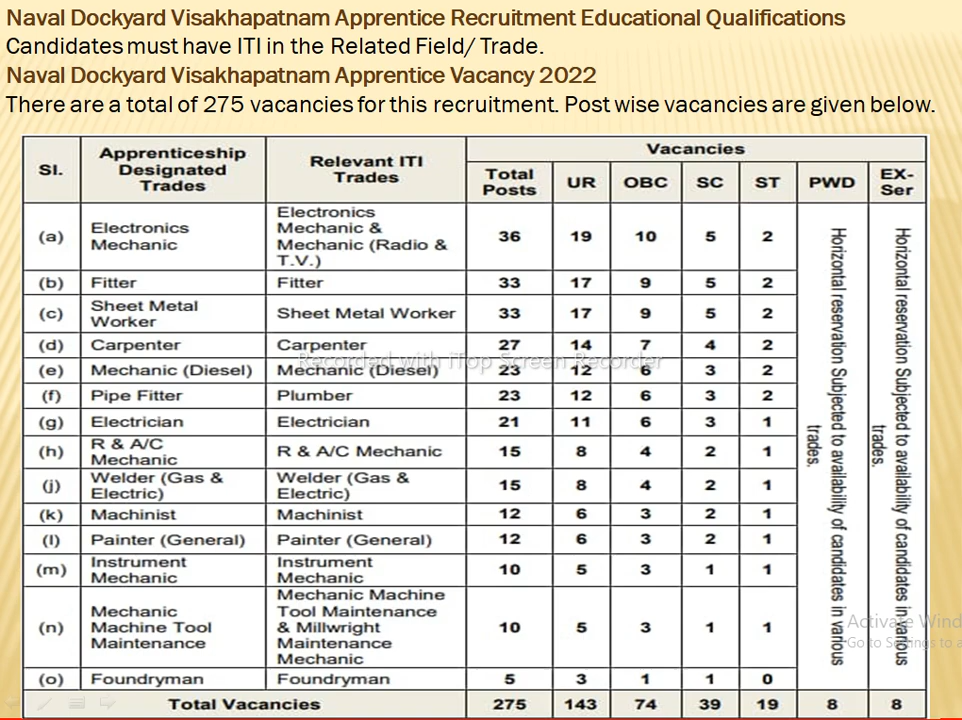 Naval Dockyard Visakhapatnam Apprentice Recruitment Educational Qualifications
Candidates must have ITI in the Related Field/ Trade.
Naval Dockyard Visakhapatnam Apprentice Vacancy 2022
There are a total of 275 vacancies for this recruitment. Post wise vacancies are given below.
Sl. Apprenticeship Designated Trades Relevant ITI Trades Vacancies
Total Posts UR OBC SC ST PWD EX-Ser
(a) Electronics Mechanic Electronics Mechanic & Mechanic (Radio & T.V.) 36 19 10 5 2
(b) Fitter Fitter 33 17 9 5 2
(c) Sheet Metal Worker Sheet Metal Worker 33 17 9 5 2
(d) Carpenter Carpenter 27 14 7 4 2
(e) Mechanic (Diesel) Mechanic (Diesel) 23 12 6 3 2
(f) Pipe Fitter Plumber 23 12 6 3 2
(g) Electrician Electrician 21 11 6 3 1
(h) R & A/C Mechanic R & A/C Mechanic 15 8 4 2 1
(j) Welder (Gas & Electric) Welder (Gas & Electric) 15 8 4 2 1
(k) Machinist Machinist 12 6 3 2 1
(l) Painter (General) Painter (General) 12 6 3 2 1
(m) Instrument Mechanic Instrument Mechanic 10 5 3 1 1
(n) Mechanic Machine Tool Maintenance Mechanic Machine Tool Maintenance & Millwright Maintenance Mechanic 10 5 3 1 1
(o) Foundryman Foundryman 5 3 1 1 0
Total Vacancies 275 143 74 39 19 8 8
Horizontal reservation Subjected to availability of candidates in various trades.
Horizontal reservation Subjected to availability of candidates in various trades.
Recorded with iTop Screen Recorder
Activate Wind
Go to Settings to a